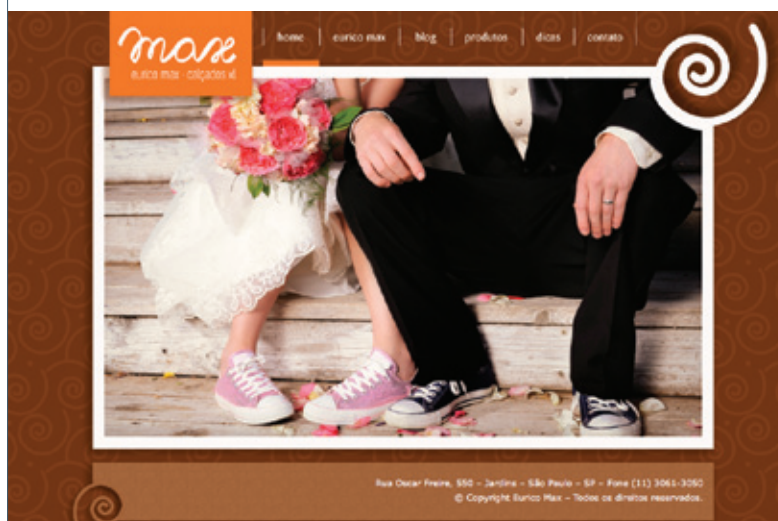 max
eurico max - calçados xl
home
eurico max
blog
produtos
dicas
contato
Rua Oscar Freire, 550 – Jardins – São Paulo – SP – Fone (11) 3061-3050
© Copyright Eurico Max – Todos os direitos reservados.